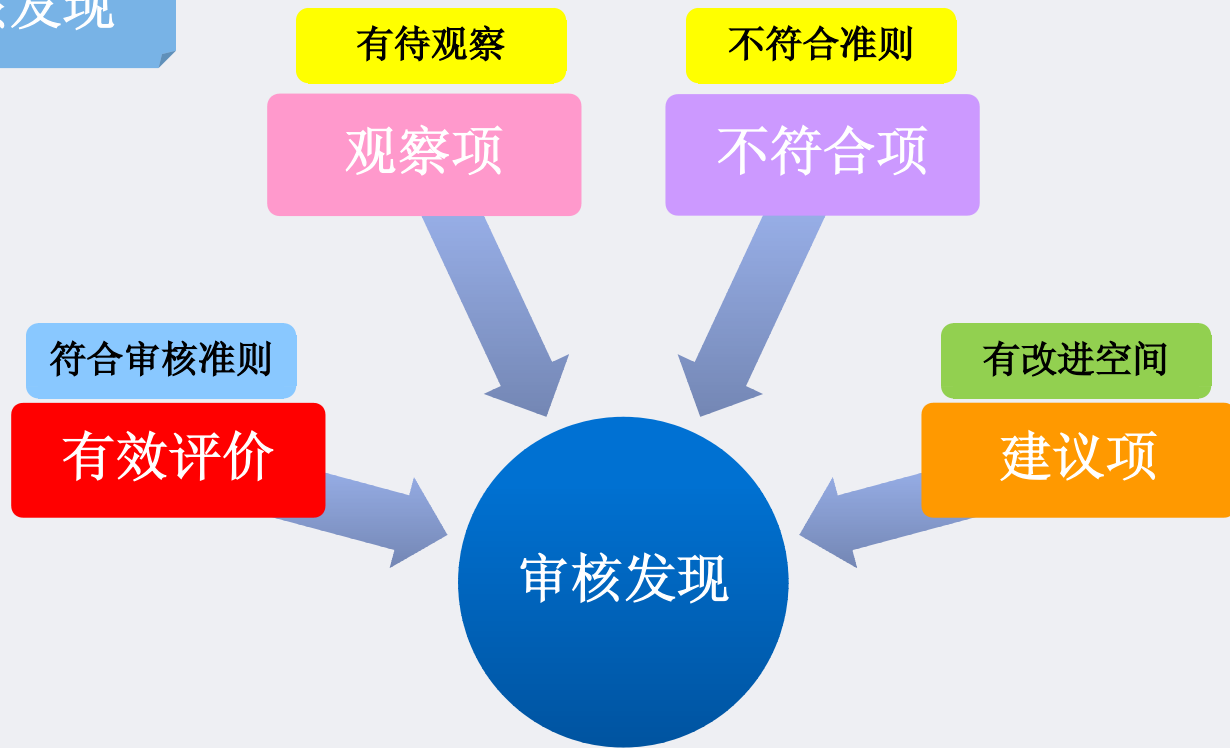 发现
有待观察
不符合准则
观察项
不符合项
符合审核准则
有改进空间
有效评价
建议项
审核发现